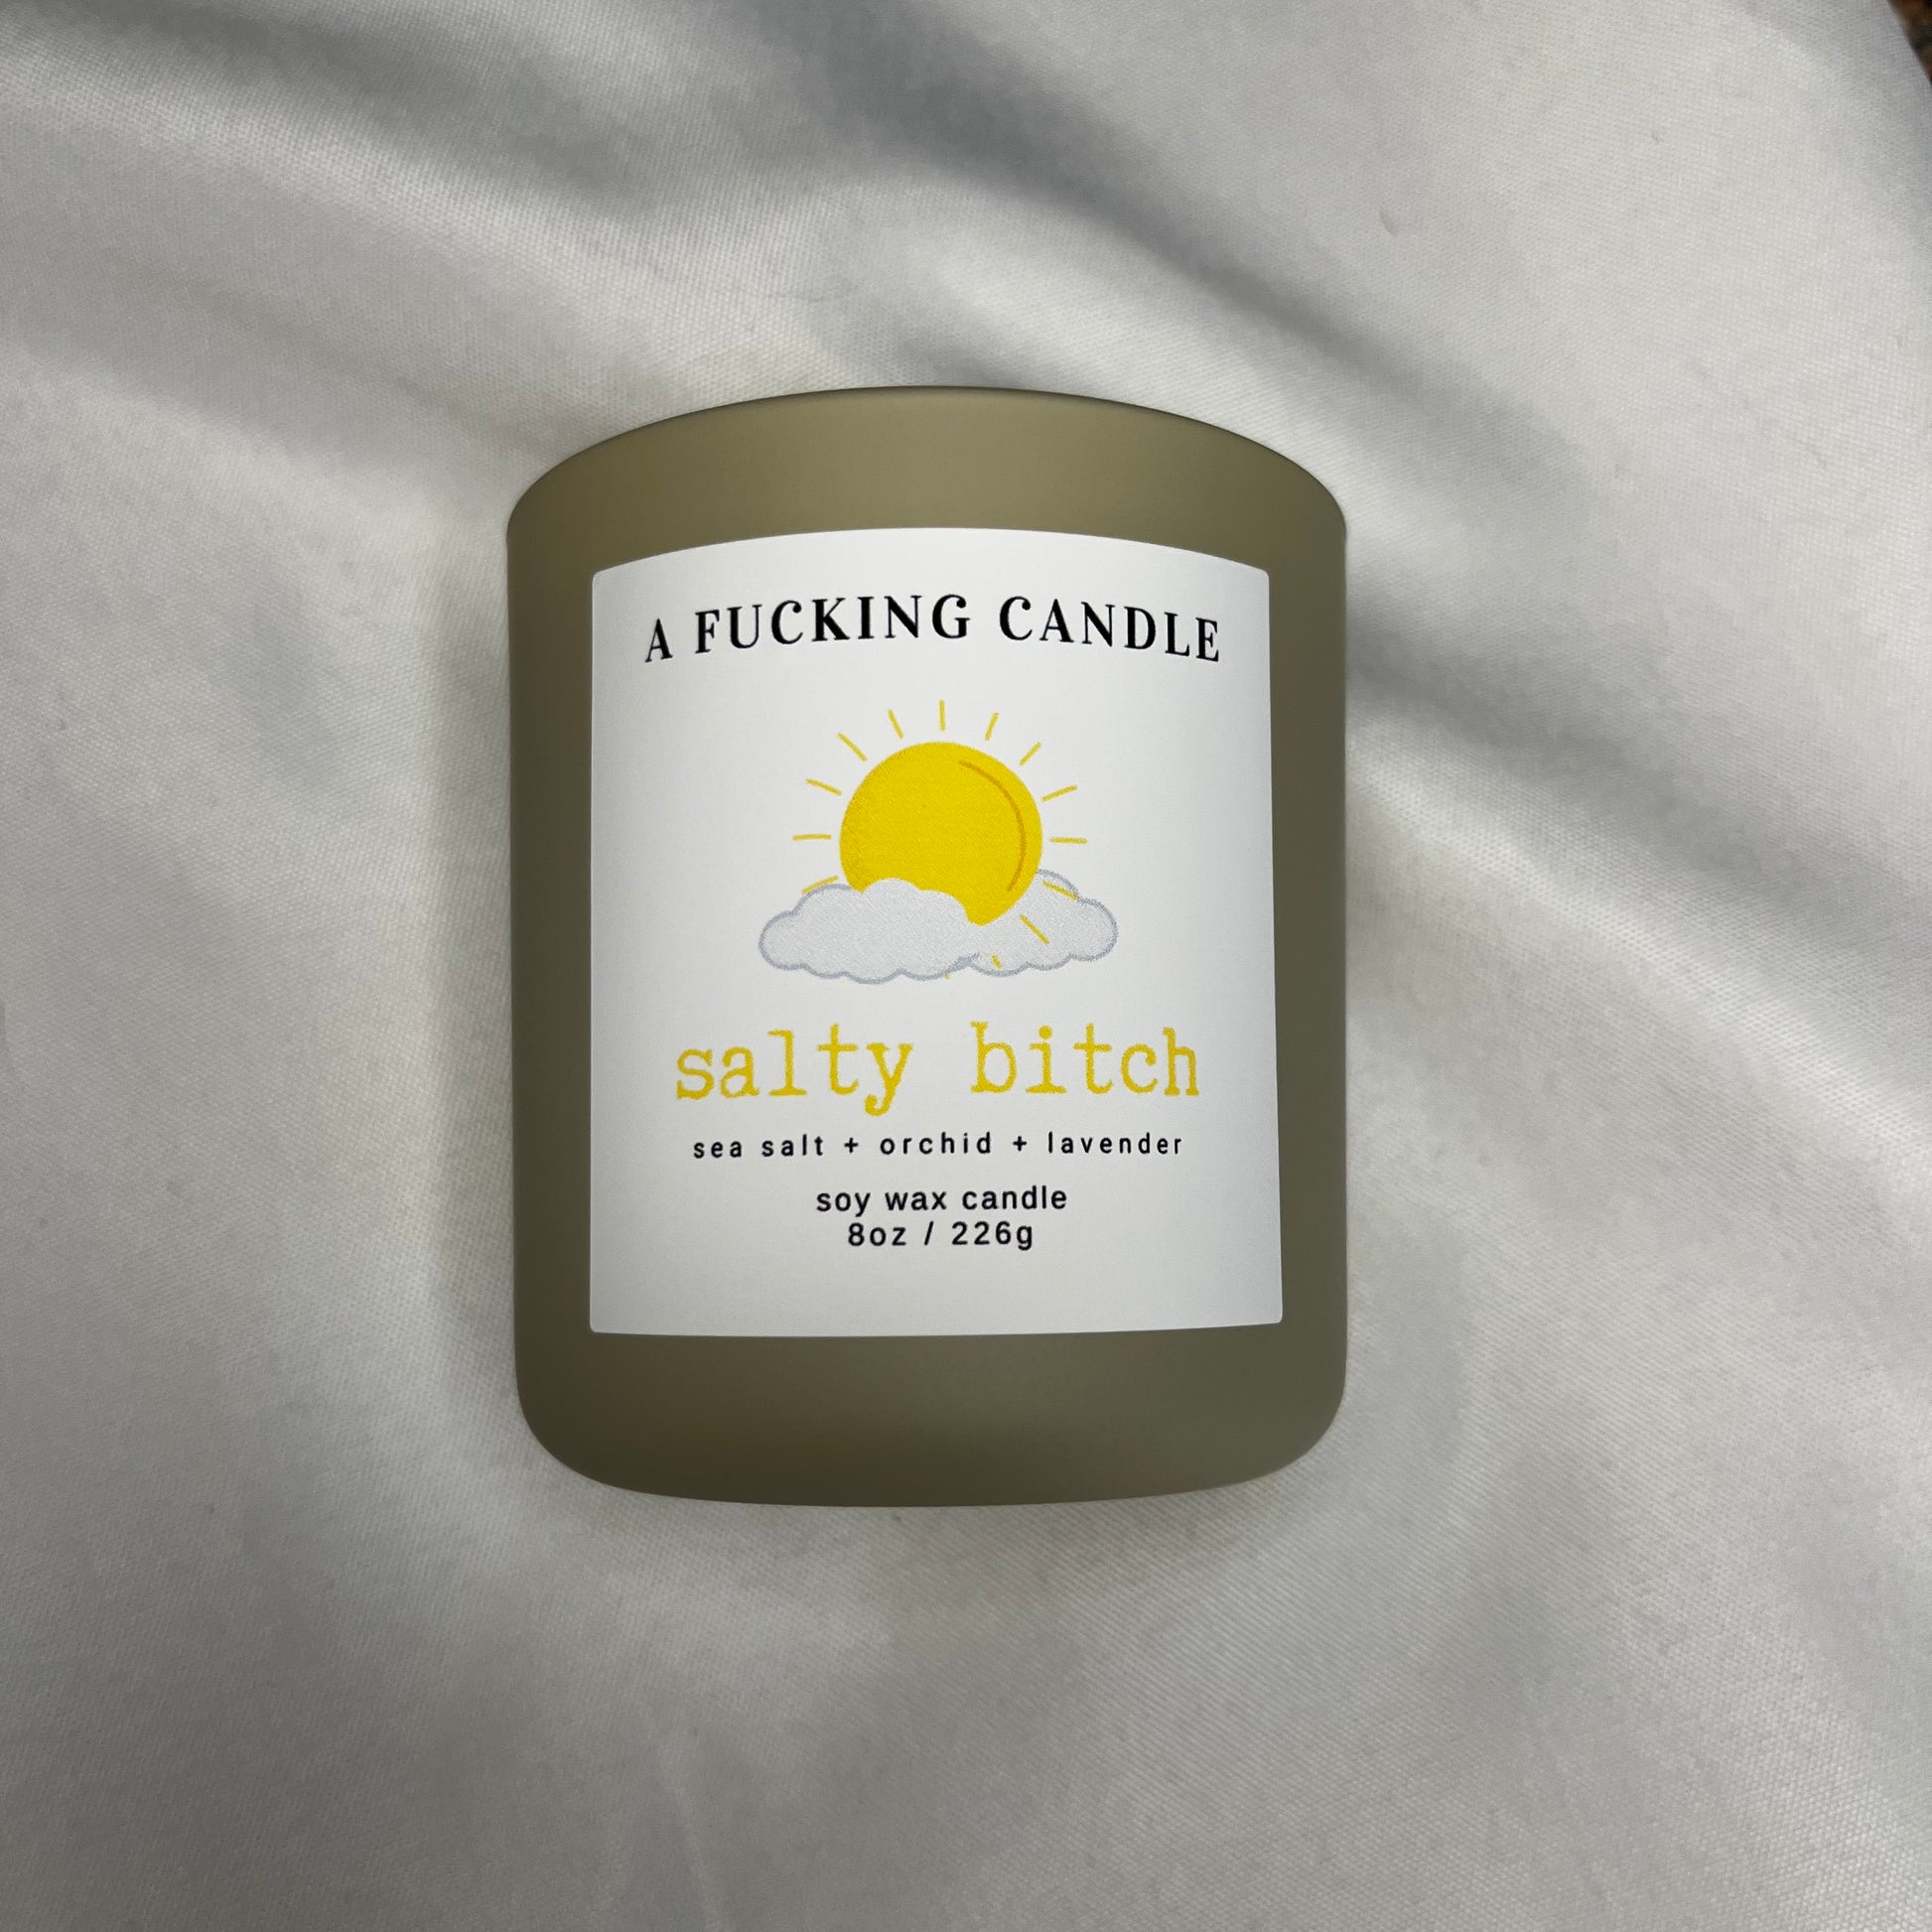 A FUCKING CANDLE
salty bitch
sea salt + orchid + lavender
soy wax candle
8oz / 226g